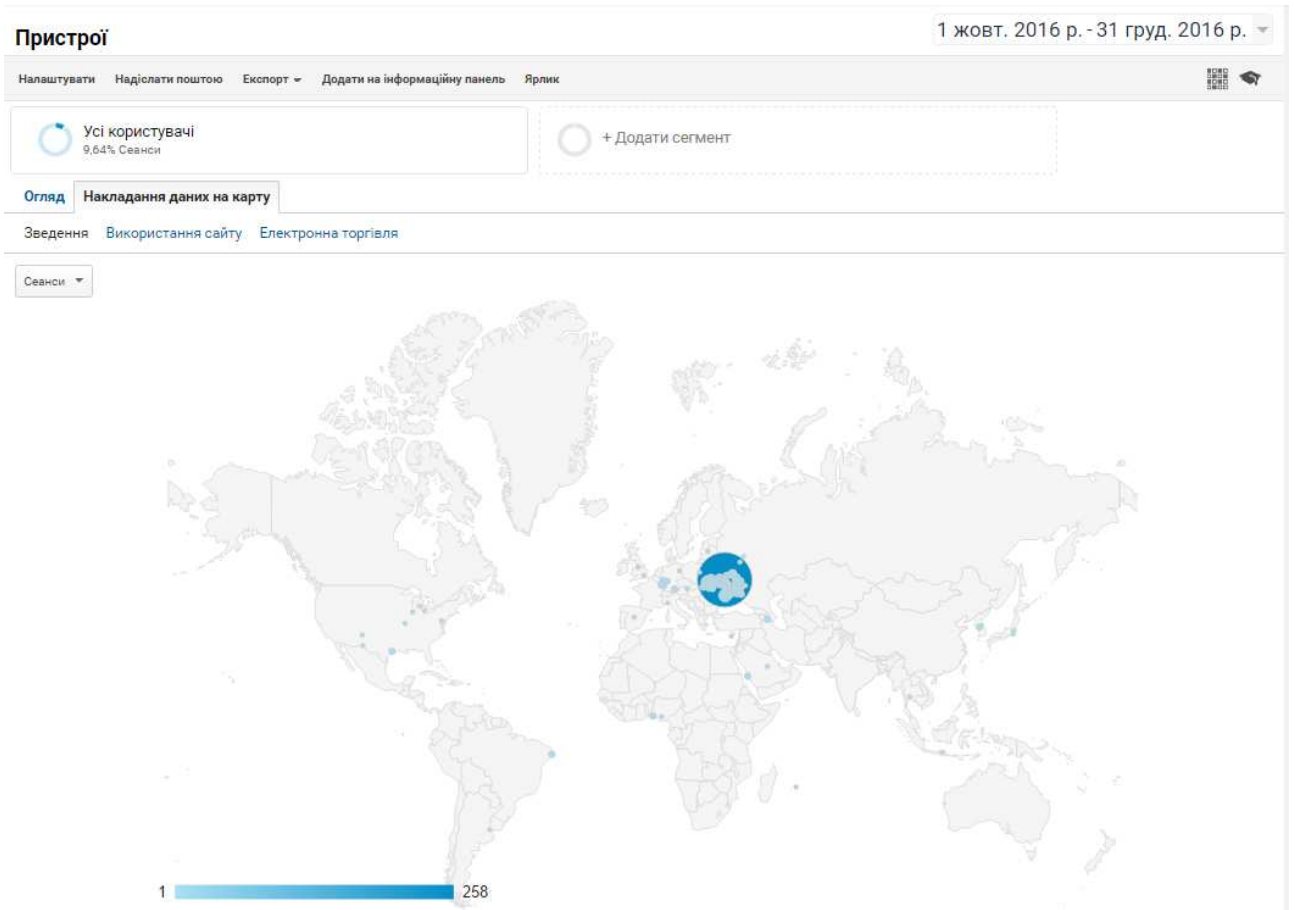 Пристрої
1 жовт. 2016 р. - 31 груд. 2016 р.
Налаштувати Надіслати поштою Експорт Додати на інформаційну панель Ярлик
Усі користувачі
9,64% Сеанси
+ Додати сегмент
Огляд Накладання даних на карту
Зведення Використання сайту Електронна торгівля
Сеанси
1 258